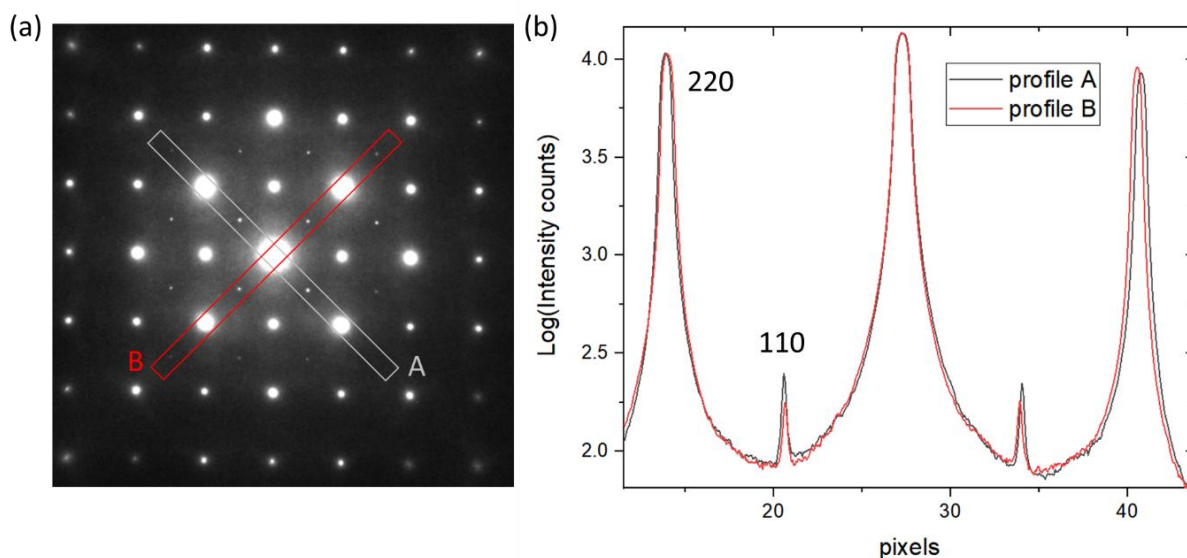 (a)
B
A
(b)
Log(Intensity counts)
4.0
3.5
3.0
2.5
2.0
220
110
profile A
profile B
20
30
40
pixels